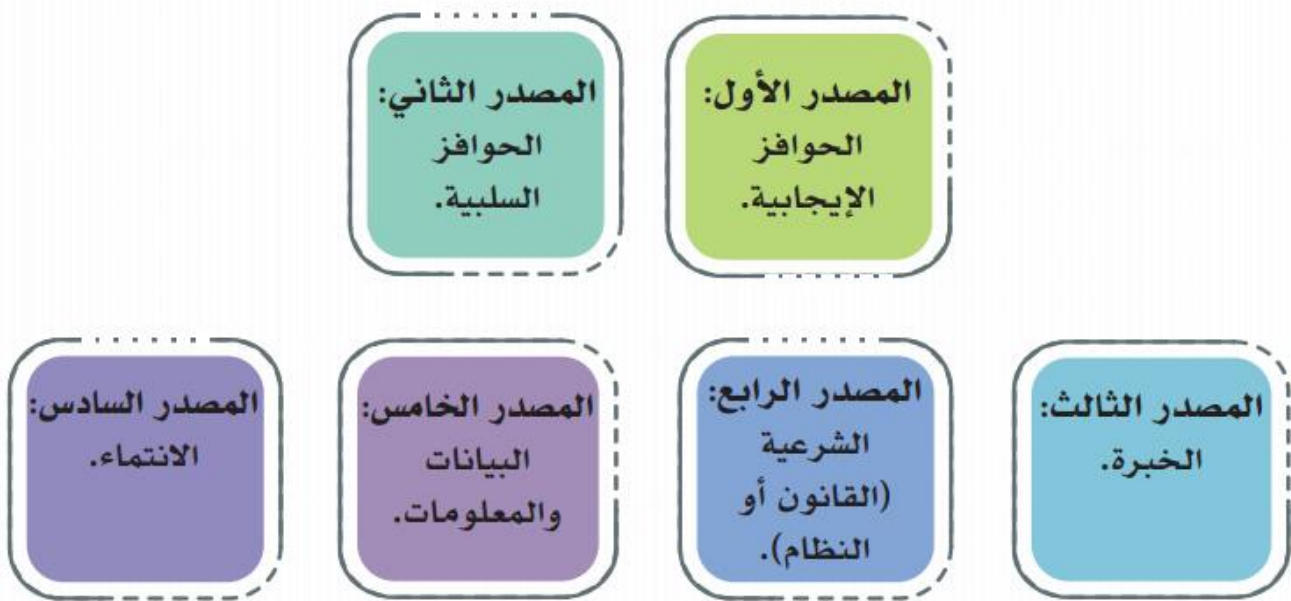 المصدر الأول:
الحوافز
الإيجابية.
المصدر الثاني:
الحوافز
السلبية.
المصدر الثالث:
الخبرة.
المصدر الرابع:
الشرعية
(القانون أو
النظام).
المصدر الخامس:
البيانات
والمعلومات.
المصدر السادس:
الانتماء.